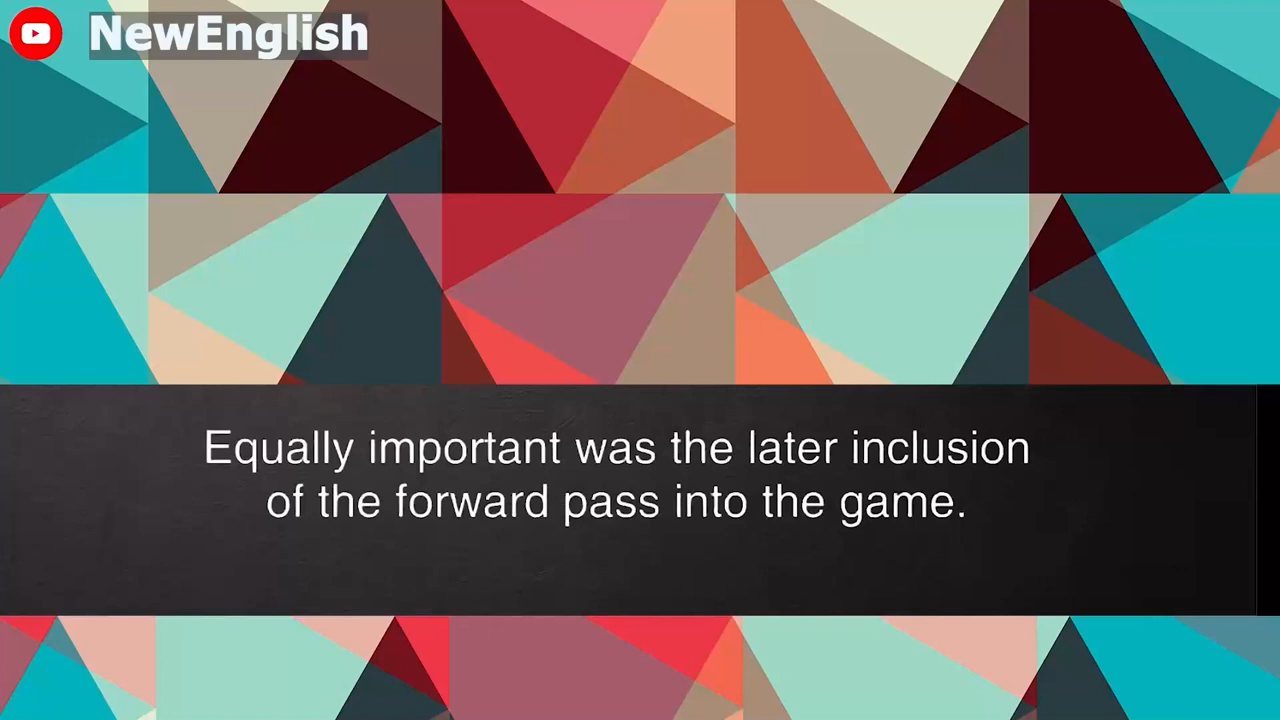 NewEnglish
Equally important was the later inclusion
of the forward pass into the game.